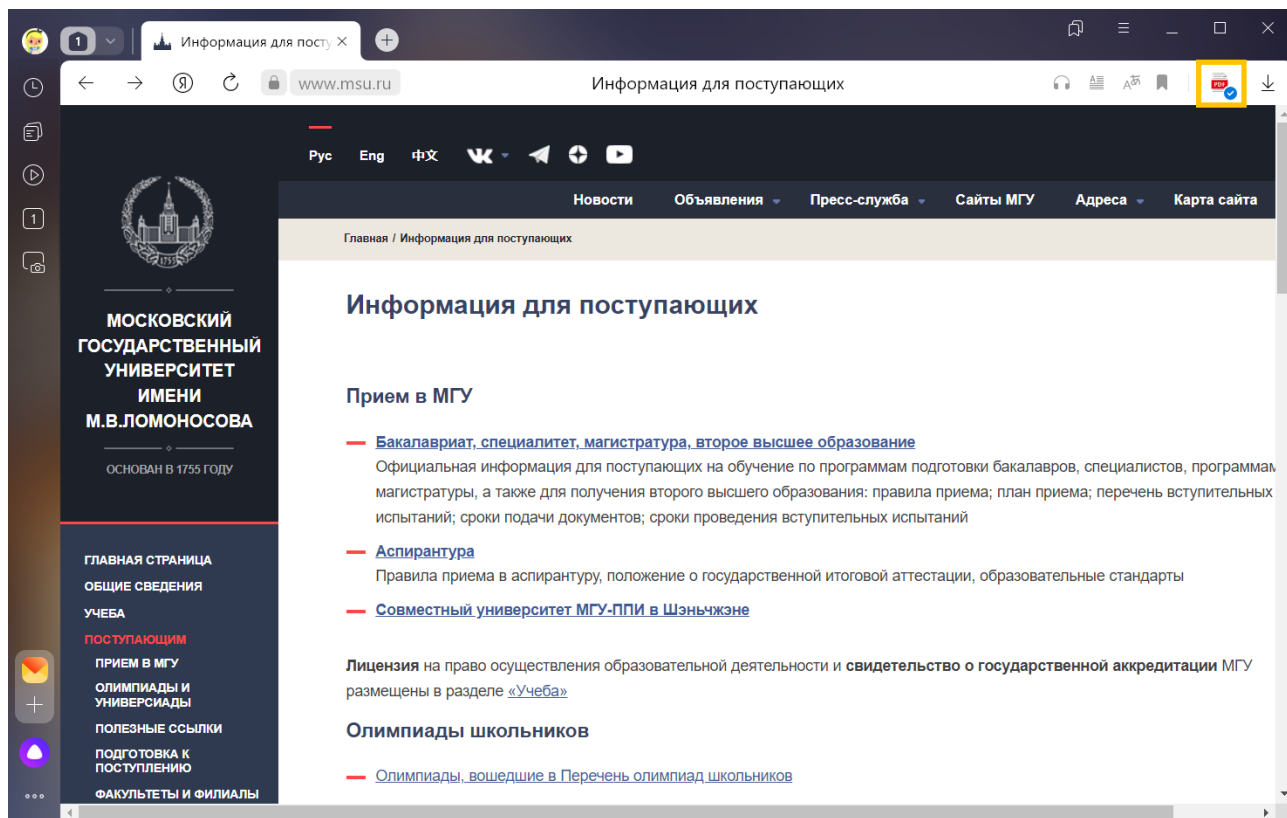 1
Информация для посту
Я
www.msu.ru
Информация для поступающих
PDF
1
Рус Eng 中文
Новости Объявления Пресс-служба Сайты МГУ Адреса Карта сайта
Главная / Информация для поступающих
1755
МОСКОВСКИЙ
ГОСУДАРСТВЕННЫЙ
УНИВЕРСИТЕТ
ИМЕНИ
М.В.ЛОМОНОСОВА
ОСНОВАН В 1755 ГОДУ
ГЛАВНАЯ СТРАНИЦА
ОБЩИЕ СВЕДЕНИЯ
УЧЕБА
ПОСТУПАЮЩИМ
ПРИЕМ В МГУ
ОЛИМПИАДЫ И
УНИВЕРСИАДЫ
ПОЛЕЗНЫЕ ССЫЛКИ
ПОДГОТОВКА К
ПОСТУПЛЕНИЮ
ФАКУЛЬТЕТЫ И ФИЛИАЛЫ
Информация для поступающих
Прием в МГУ
Бакалавриат, специалитет, магистратура, второе высшее образование
Официальная информация для поступающих на обучение по программам подготовки бакалавров, специалистов, программам
магистратуры, а также для получения второго высшего образования: правила приема; план приема; перечень вступительных
испытаний; сроки подачи документов; сроки проведения вступительных испытаний
Аспирантура
Правила приема в аспирантуру, положение о государственной итоговой аттестации, образовательные стандарты
Совместный университет МГУ-ППИ в Шэньчжэне
Лицензия на право осуществления образовательной деятельности и свидетельство о государственной аккредитации МГУ
размещены в разделе «Учеба»
Олимпиады школьников
Олимпиады, вошедшие в Перечень олимпиад школьников